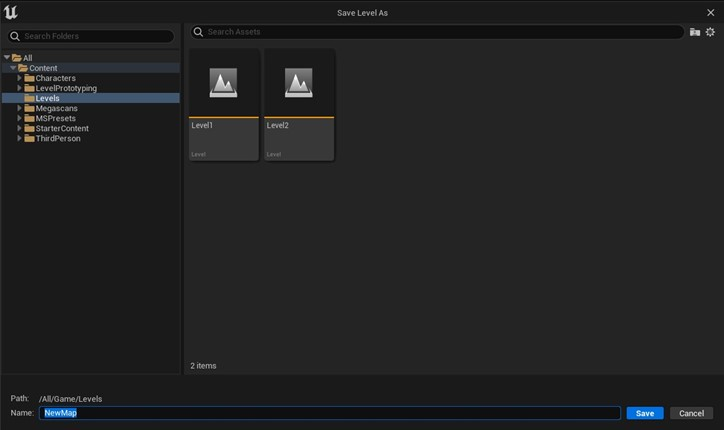 Save Level As
Search Folders
Search Assets
All
Content
Characters
LevelPrototyping
Levels
Megascans
MSPresets
StarterContent
ThirdPerson
Level1
Level
Level2
Level
2 items
Path: /All/Game/Levels
Name: NewMap
Save
Cancel